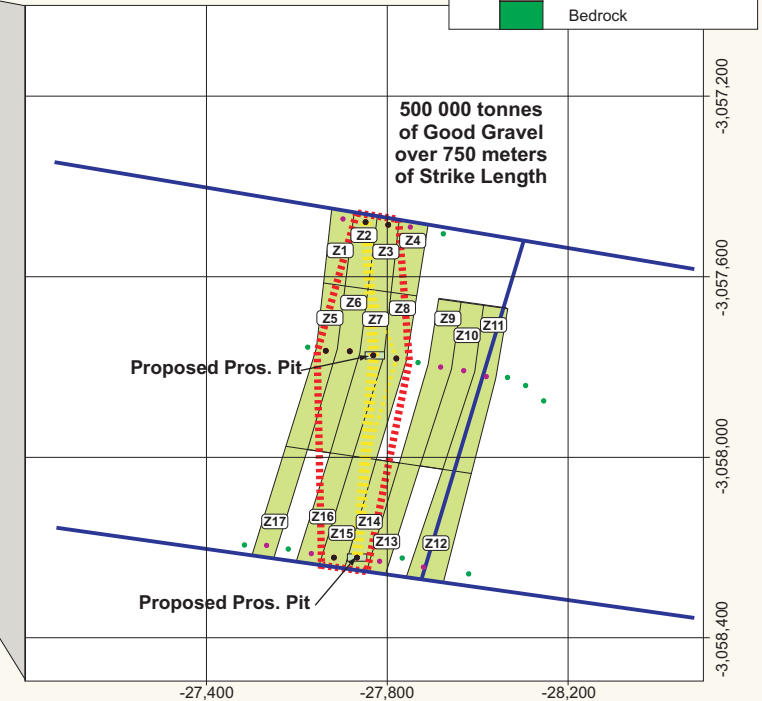 Bedrock
-3,057,200
500 000 tonnes
of Good Gravel
over 750 meters
of Strike Length
Z2
Z1
Z3
Z4
-3,057,600
Z6
Z5
Z7
Z8
Z9
Z10
Z11
Proposed Pros. Pit
-3,058,000
Z17
Z16
Z15
Z14
Z13
Z12
Proposed Pros. Pit
-3,058,400
-27,400
-27,800
-28,200